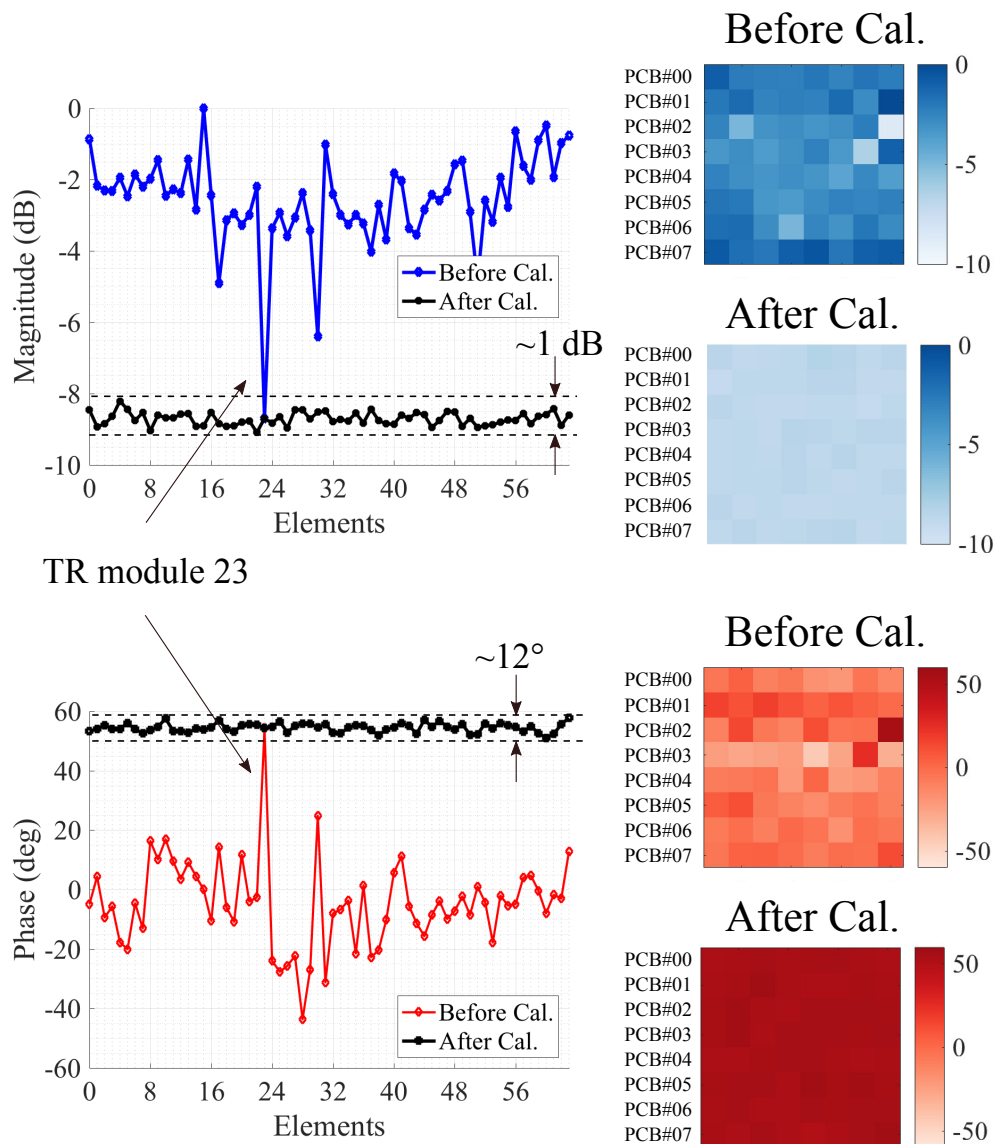 Before Cal.
PCB#00
PCB#01
PCB#02
PCB#03
PCB#04
PCB#05
PCB#06
PCB#07
0
-5
-10
0
-2
-4
-6
-8
-10
Magnitude (dB)
Before Cal.
After Cal.
~1 dB
0 8 16 24 32 40 48 56
Elements
After Cal.
PCB#00
PCB#01
PCB#02
PCB#03
PCB#04
PCB#05
PCB#06
PCB#07
0
-5
-10
TR module 23
~12°
60
40
20
0
-20
-40
-60
Phase (deg)
Before Cal.
After Cal.
0 8 16 24 32 40 48 56
Elements
Before Cal.
PCB#00
PCB#01
PCB#02
PCB#03
PCB#04
PCB#05
PCB#06
PCB#07
50
0
-50
After Cal.
PCB#00
PCB#01
PCB#02
PCB#03
PCB#04
PCB#05
PCB#06
PCB#07
50
0
-50